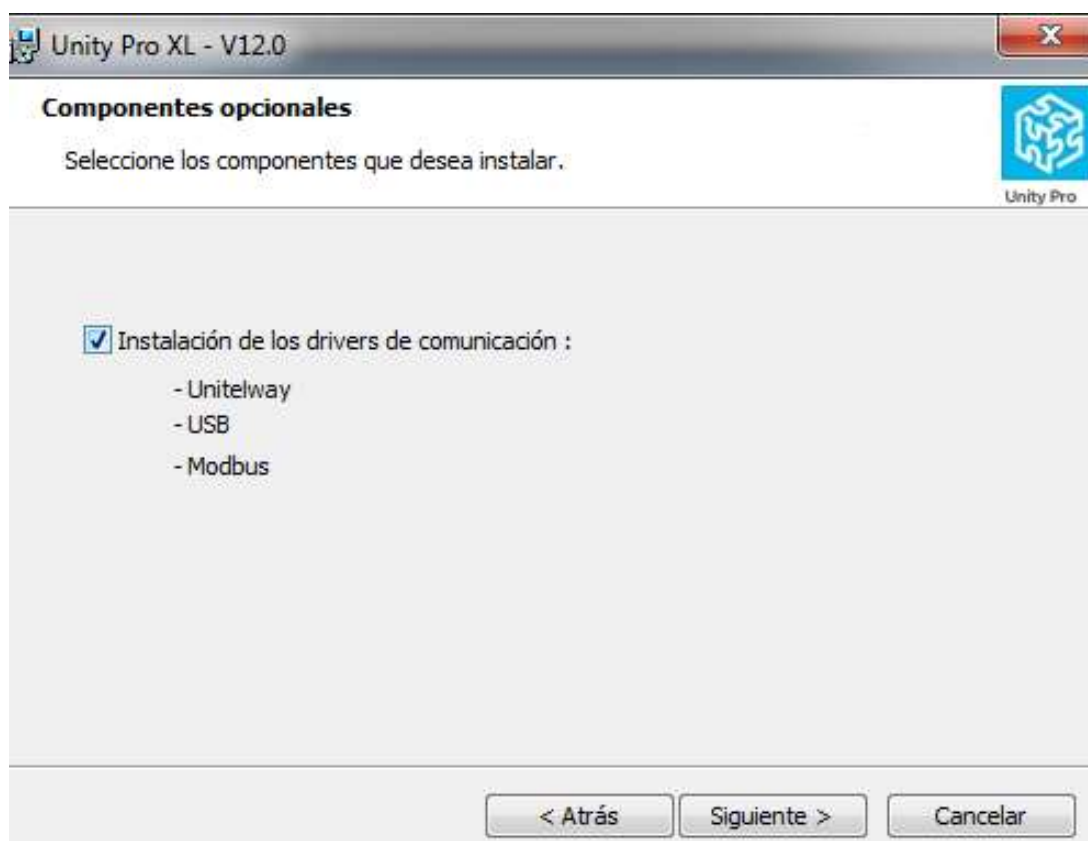 Unity Pro XL - V12.0
Componentes opcionales
Seleccione los componentes que desea instalar.
Unity Pro
Instalación de los drivers de comunicación :
- Unitelway
- USB
- Modbus
< Atrás
Siguiente >
Cancelar